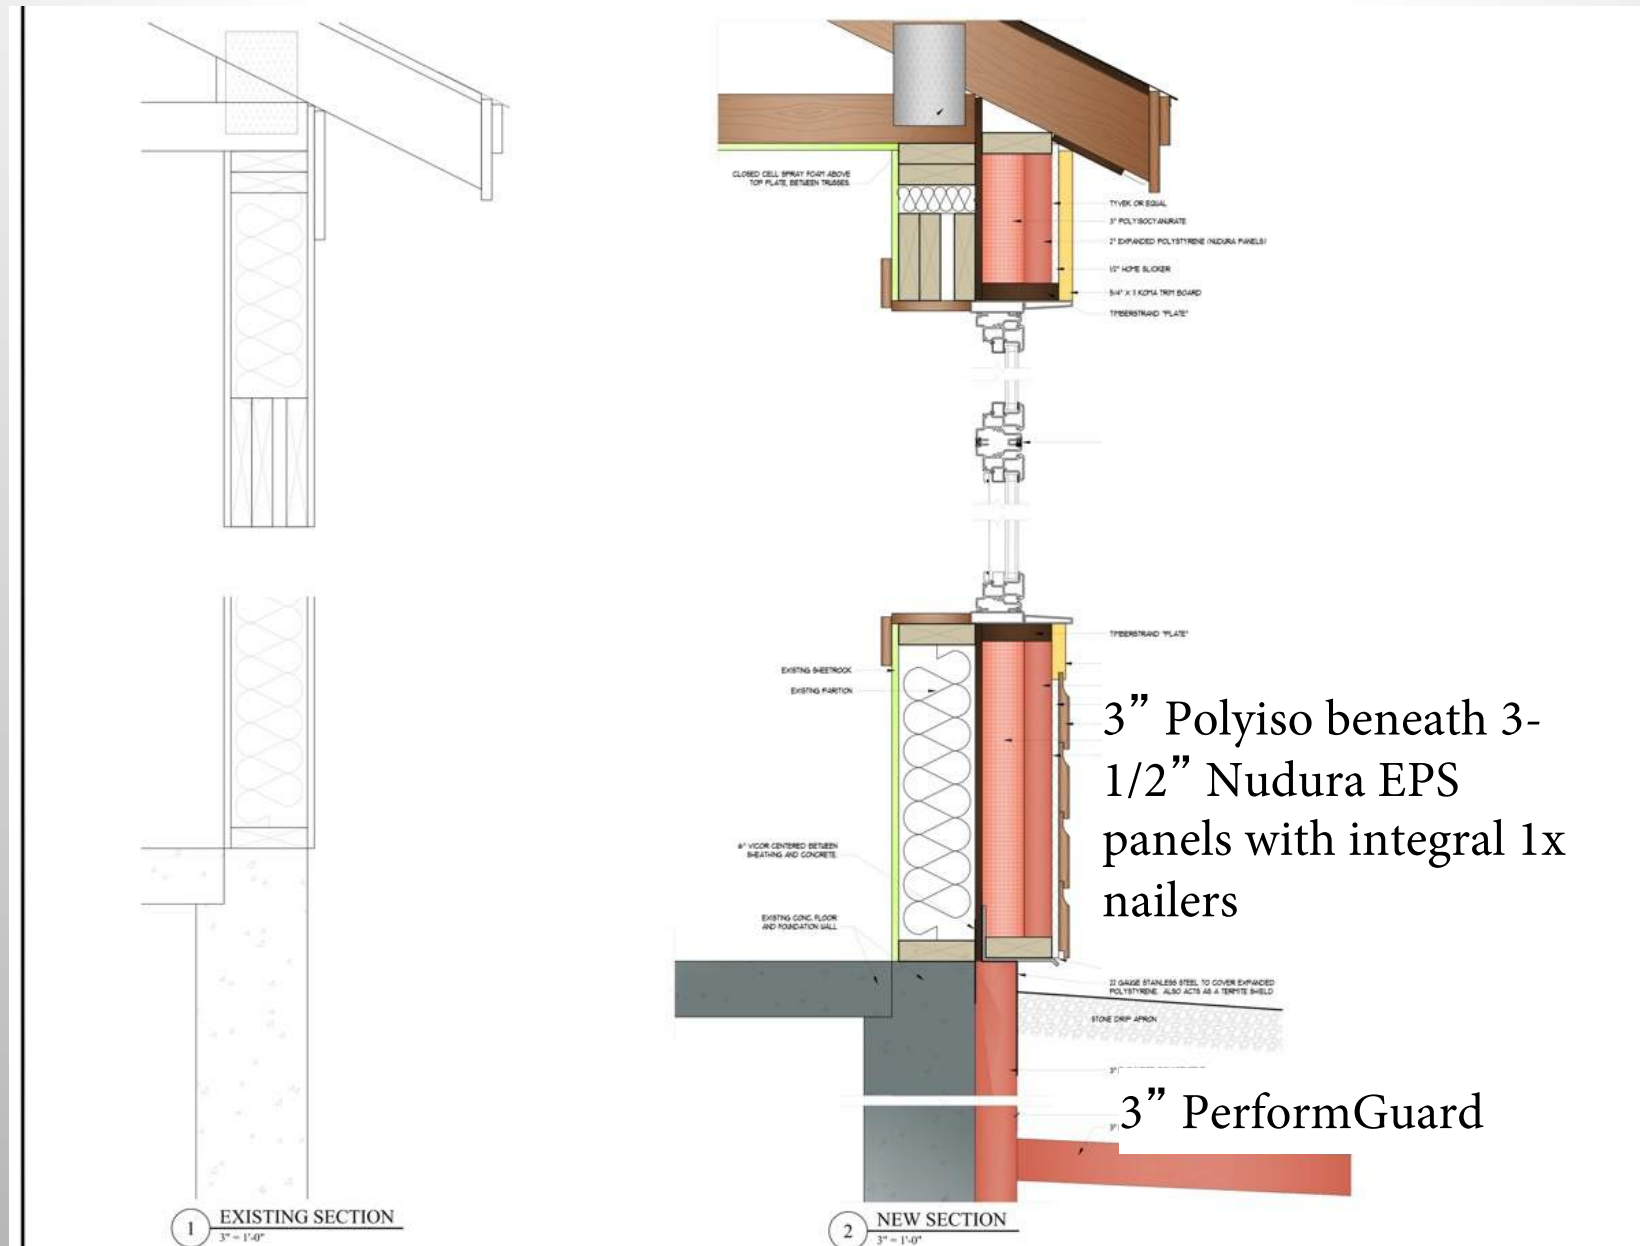 CLOSED CELL SPRAY FOAM ABOVE
TOP PLATE, BETWEEN TRUSSES.
TYVEK OR EQUAL
3" POLYISOCYANURATE
2" EXPANDED POLYSTYRENE (NUDURA PANELS)
1/2" HOME SLICKER
5/4" X 3 KOMA TRIM BOARD
TIMBERSTRAND "PLATE"
TIMBERSTRAND "PLATE"
EXISTING SHEETROCK
EXISTING PARTITION
3” Polyiso beneath 3-
1/2” Nudura EPS
panels with integral 1x
nailers
6" VYCOR CENTERED BETWEEN
SHEATHING AND CONCRETE.
EXISTING CONC. FLOOR
AND FOUNDATION WALL
22 GAUGE STAINLESS STEEL TO COVER EXPANDED
POLYSTYRENE. ALSO ACTS AS A TERMITE SHIELD
STONE DRIP APRON
3"
3” PerformGuard
3"
1 EXISTING SECTION
3" = 1'-0"
2 NEW SECTION
3" = 1'-0"